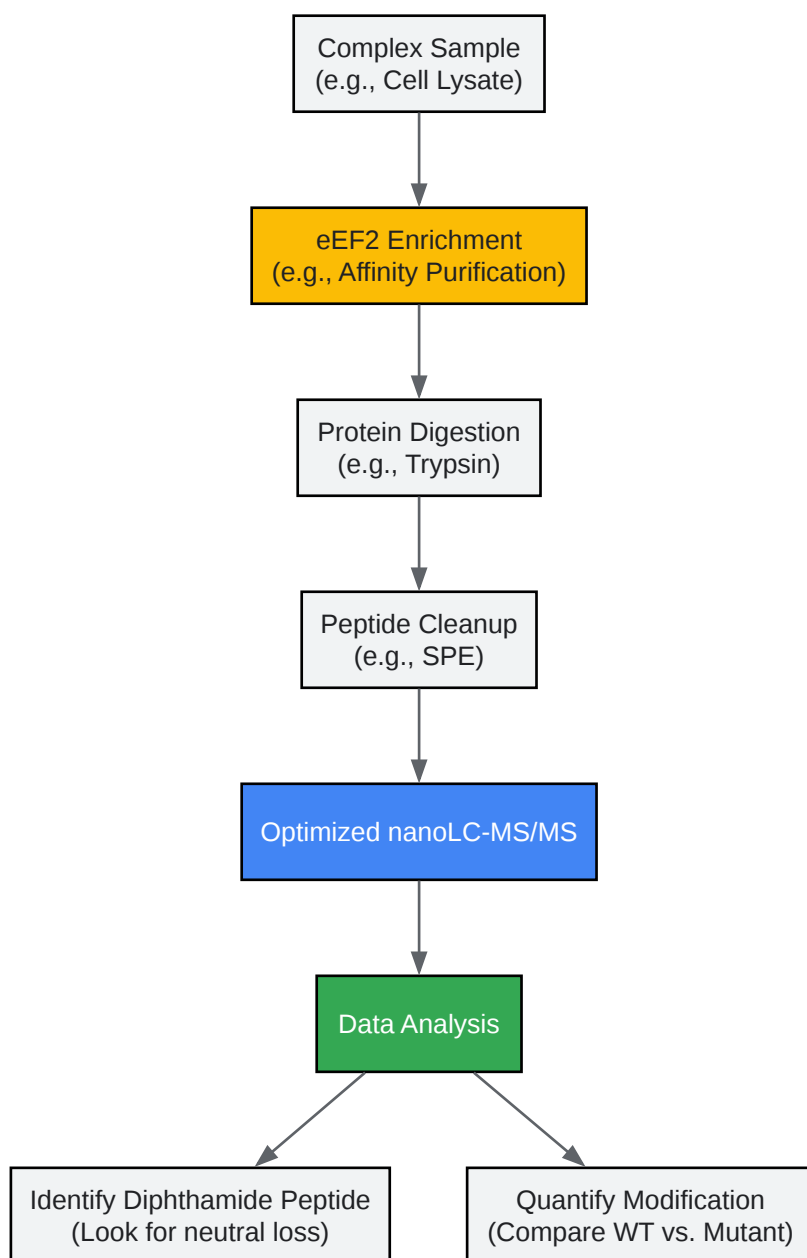 Complex Sample
(e.g., Cell Lysate)
eEF2 Enrichment
(e.g., Affinity Purification)
Protein Digestion
(e.g., Trypsin)
Peptide Cleanup
(e.g., SPE)
Optimized nanoLC-MS/MS
Data Analysis
Identify Diphthamide Peptide
(Look for neutral loss)
Quantify Modification
(Compare WT vs. Mutant)